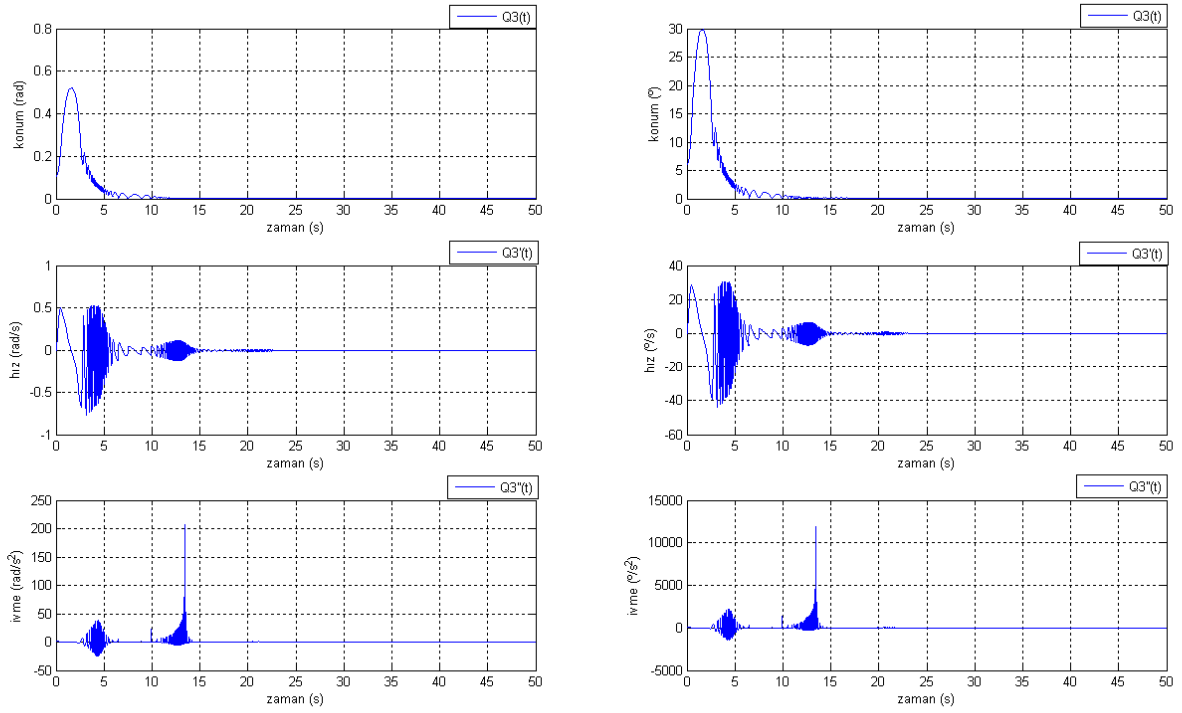 Q3(t)
0.8
0.6
0.4
0.2
0
konum (rad)
0 5 10 15 20 25 30 35 40 45 50
zaman (s)
Q3(t)
30
25
20
15
10
5
0
konum (º)
0 5 10 15 20 25 30 35 40 45 50
zaman (s)
Q3'(t)
1
0.5
0
-0.5
-1
hız (rad/s)
0 5 10 15 20 25 30 35 40 45 50
zaman (s)
Q3'(t)
40
20
0
-20
-40
-60
hız (º/s)
0 5 10 15 20 25 30 35 40 45 50
zaman (s)
Q3''(t)
250
200
150
100
50
0
-50
ivme (rad/s²)
0 5 10 15 20 25 30 35 40 45 50
zaman (s)
Q3''(t)
15000
10000
5000
0
-5000
ivme (º/s²)
0 5 10 15 20 25 30 35 40 45 50
zaman (s)